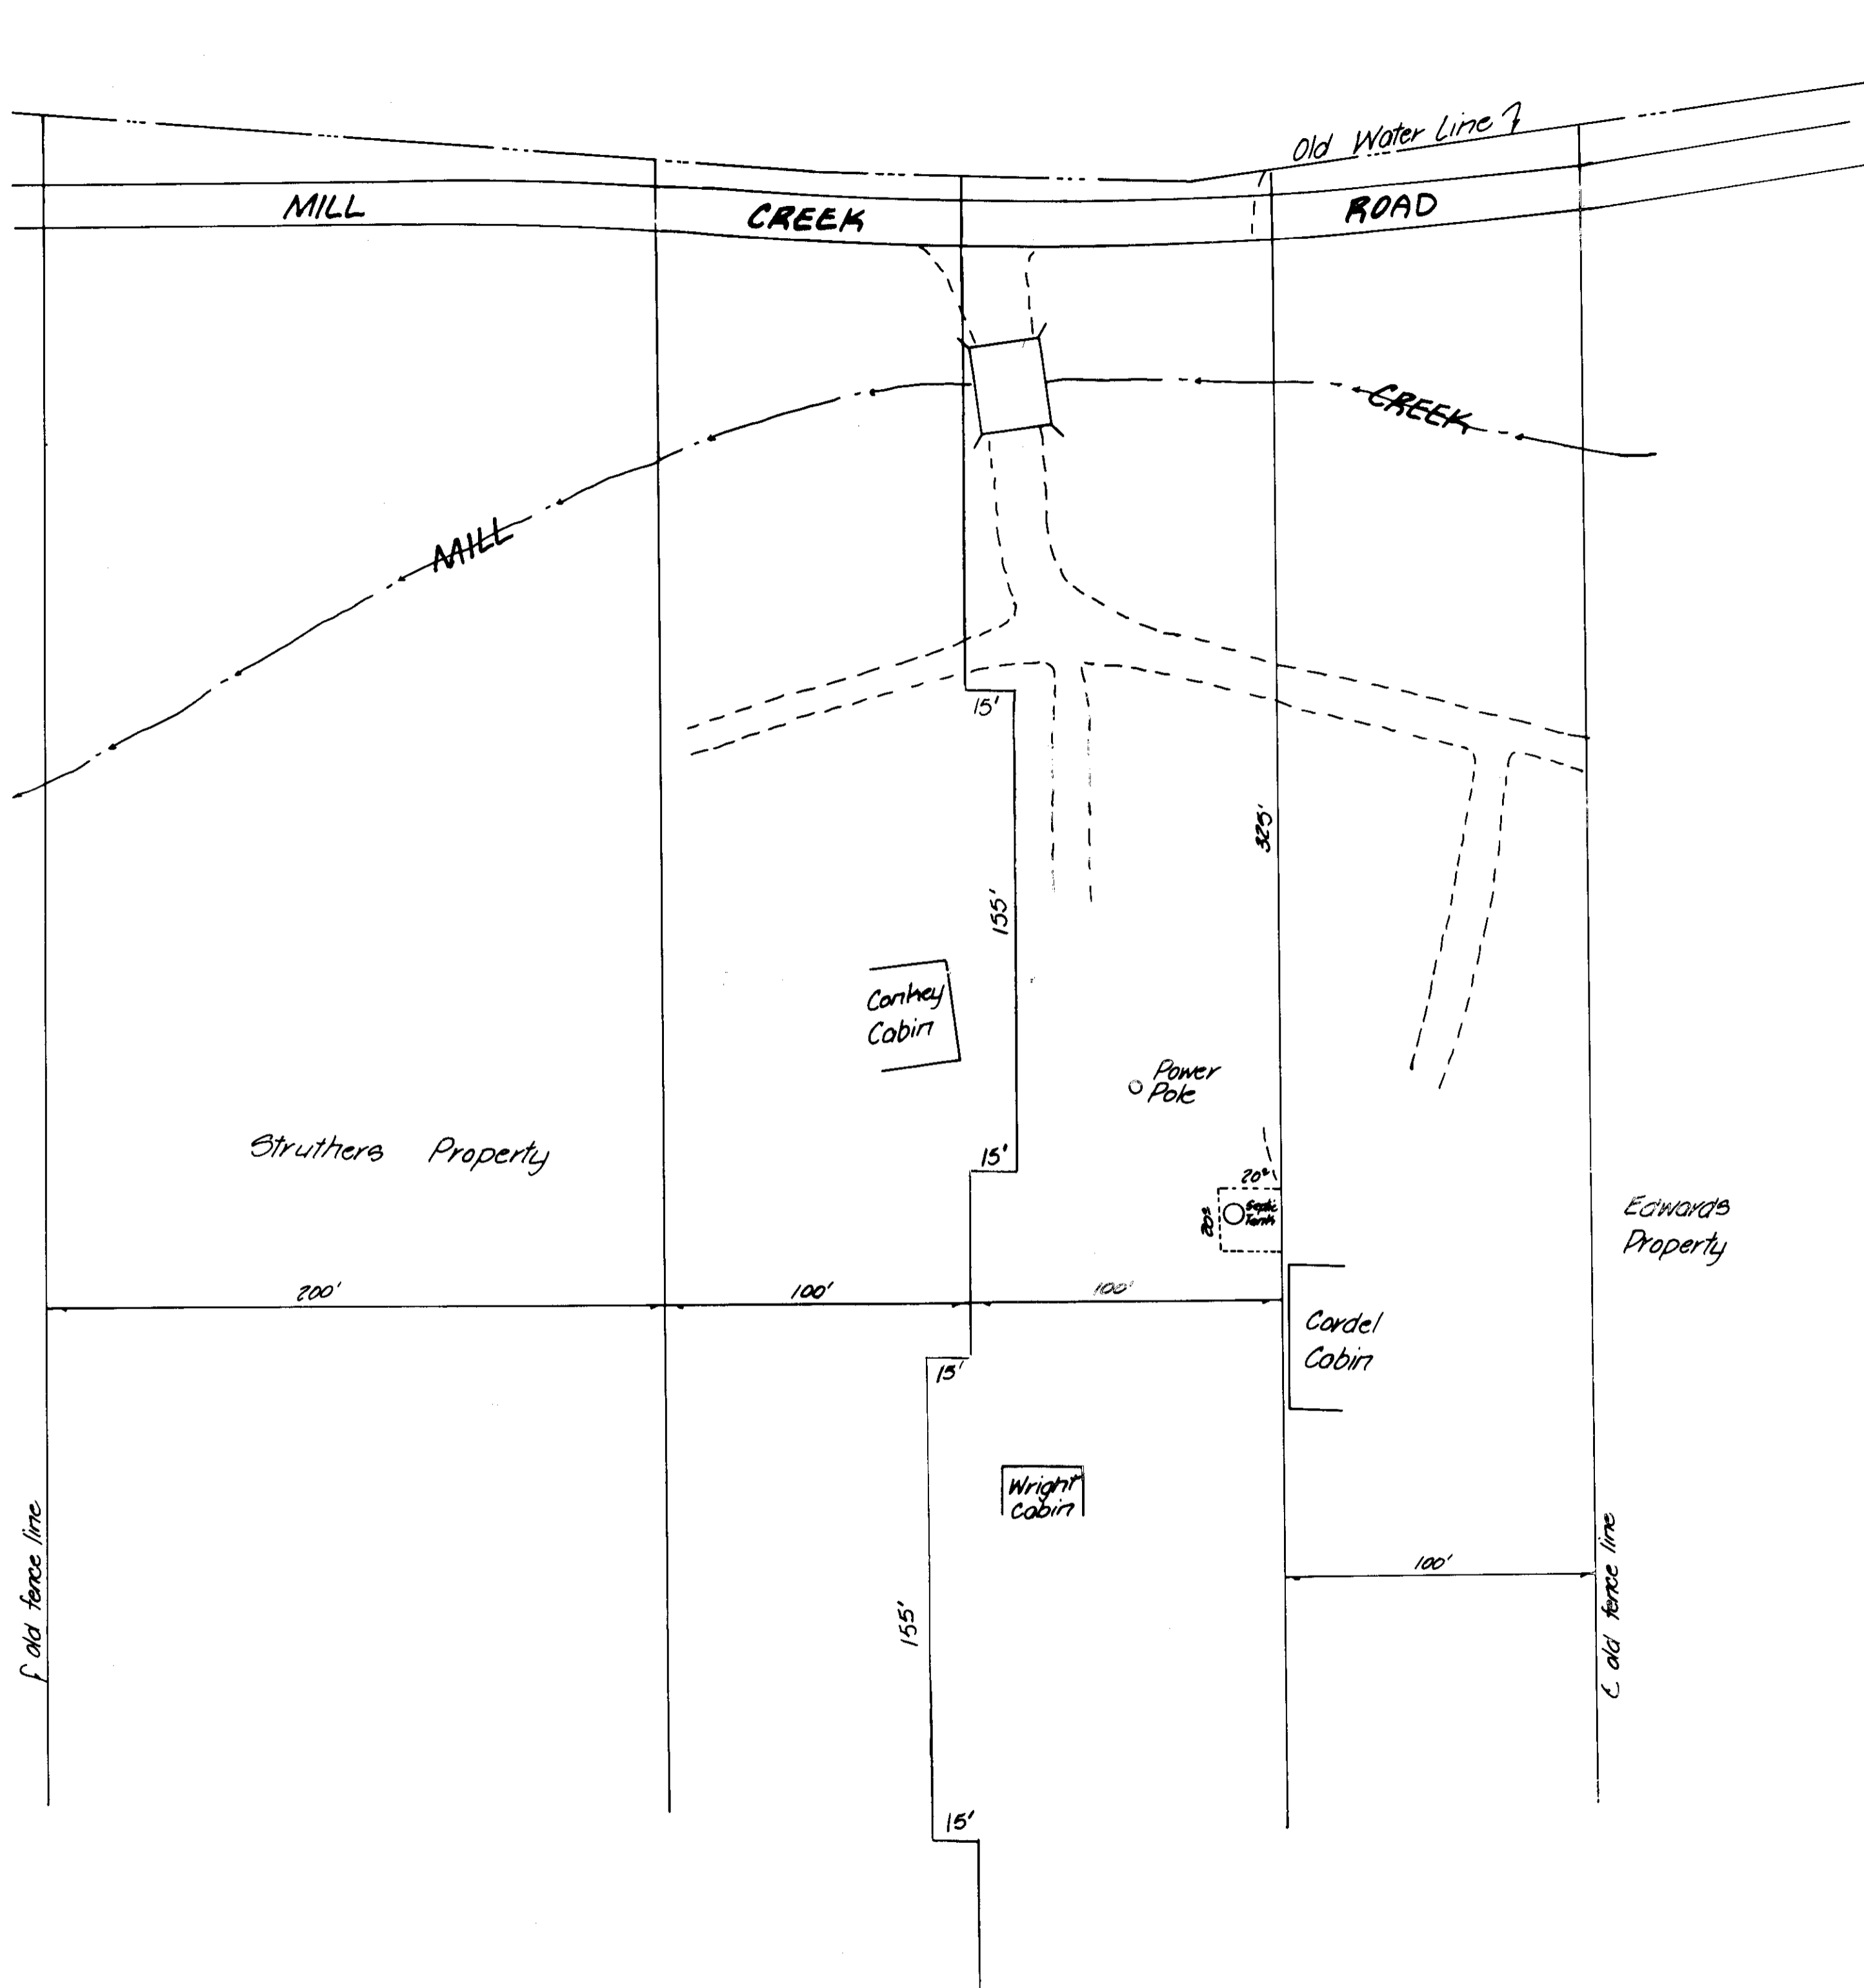 Old Water Line
MILL CREEK ROAD
CREEK
MILL
15'
325'
155'
Conkey
Cabin
Power
Pole
Struthers Property
15'
20±
20±
Septic
Tank
Edwards
Property
200'
100'
100'
Cordel
Cabin
15'
Wright
Cabin
old fence line
155'
100'
℄ old fence line
15'